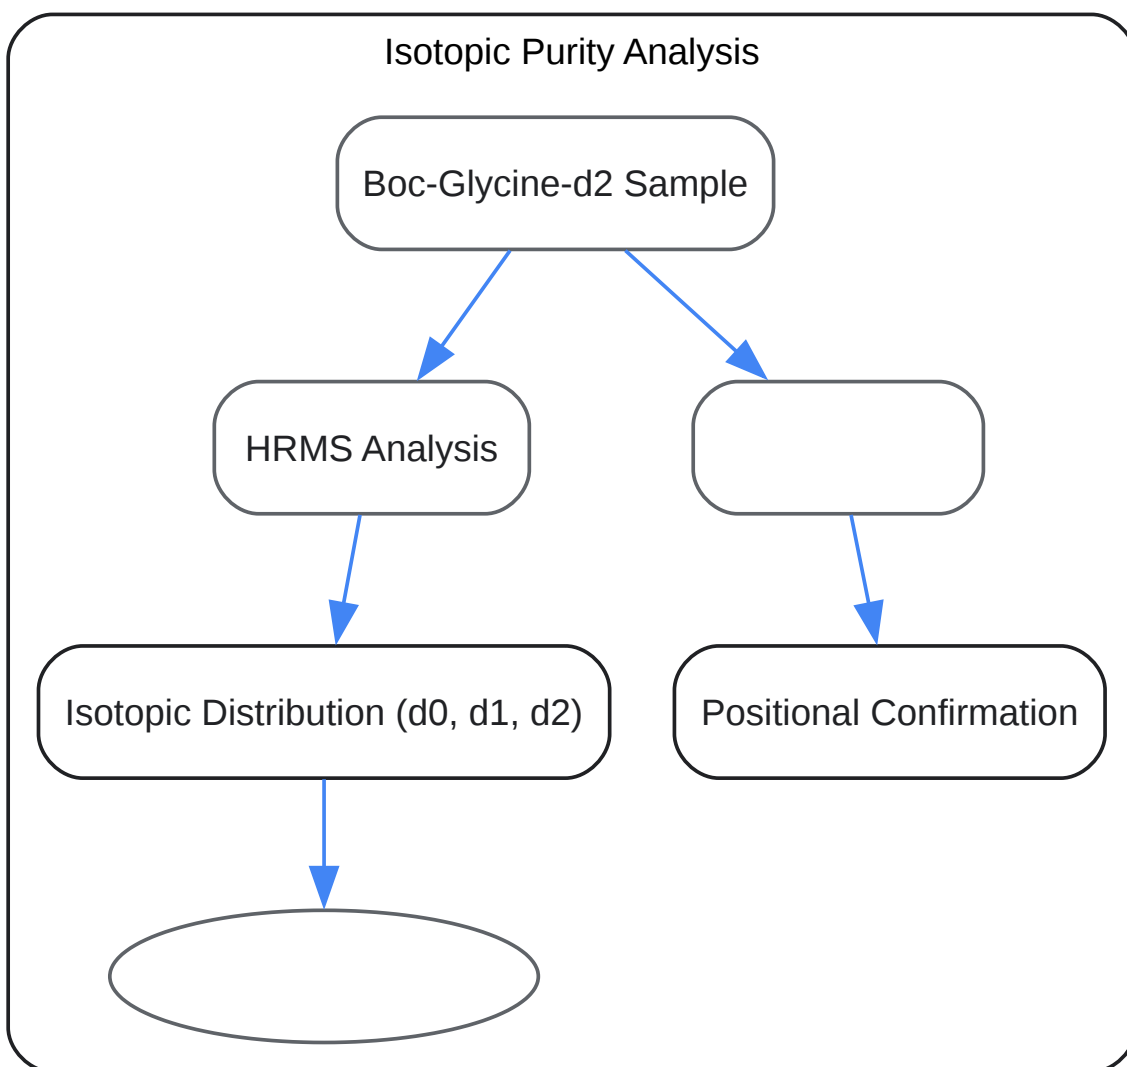 Isotopic Purity Analysis
Boc-Glycine-d2 Sample
HRMS Analysis
Isotopic Distribution (d0, d1, d2)
Positional Confirmation